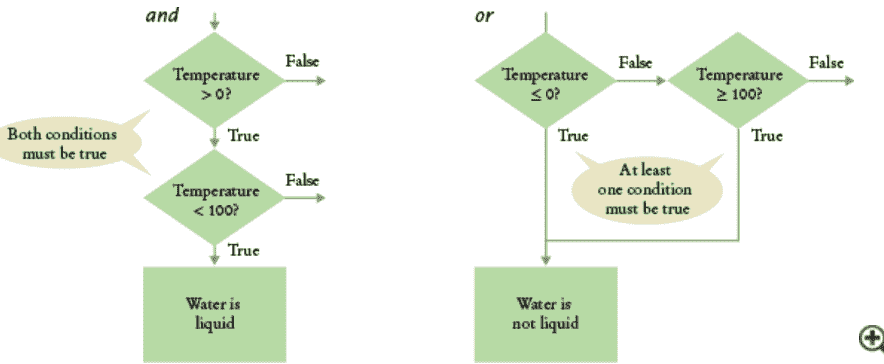 and
Temperature
> 0?
False
True
Both conditions
must be true
Temperature
< 100?
False
True
Water is
liquid
or
Temperature
≤ 0?
False
Temperature
≥ 100?
False
True
True
At least
one condition
must be true
Water is
not liquid